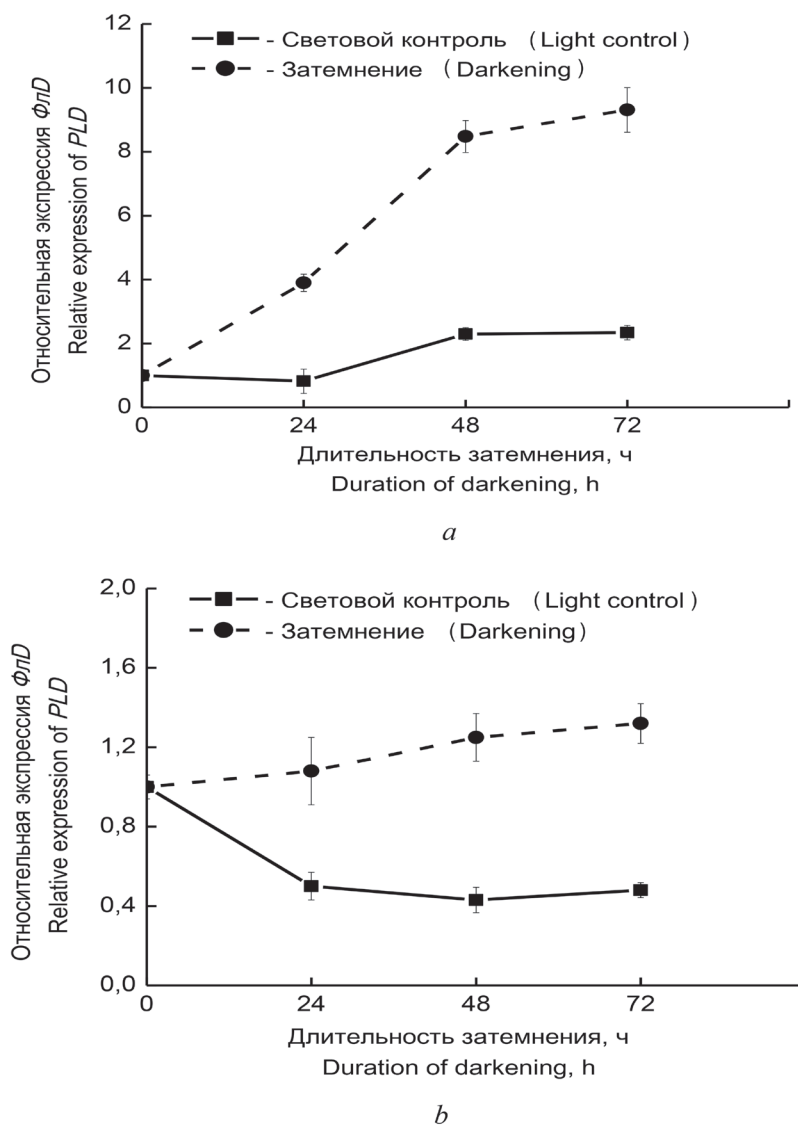 12
10
8
6
4
2
0
- Световой контроль (Light control)
- Затемнение (Darkening)
Относительная экспрессия ФлD
Relative expression of PLD
0 24 48 72
Длительность затемнения, ч
Duration of darkening, h
a
2,0
1,6
1,2
0,8
0,4
0,0
- Световой контроль (Light control)
- Затемнение (Darkening)
Относительная экспрессия ФлD
Relative expression of PLD
0 24 48 72
Длительность затемнения, ч
Duration of darkening, h
b